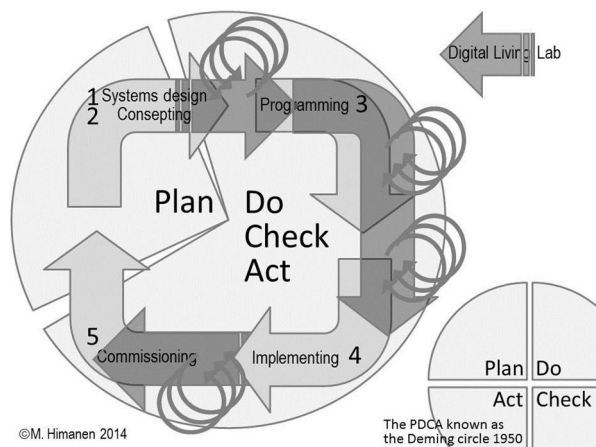 Digital Living Lab
1 Systems design
2 Consepting
Programming 3
Plan Do
Check
Act
5
Commissioning
Implementing 4
Plan Do
Act Check
©M. Himanen 2014
The PDCA known as
the Deming circle 1950